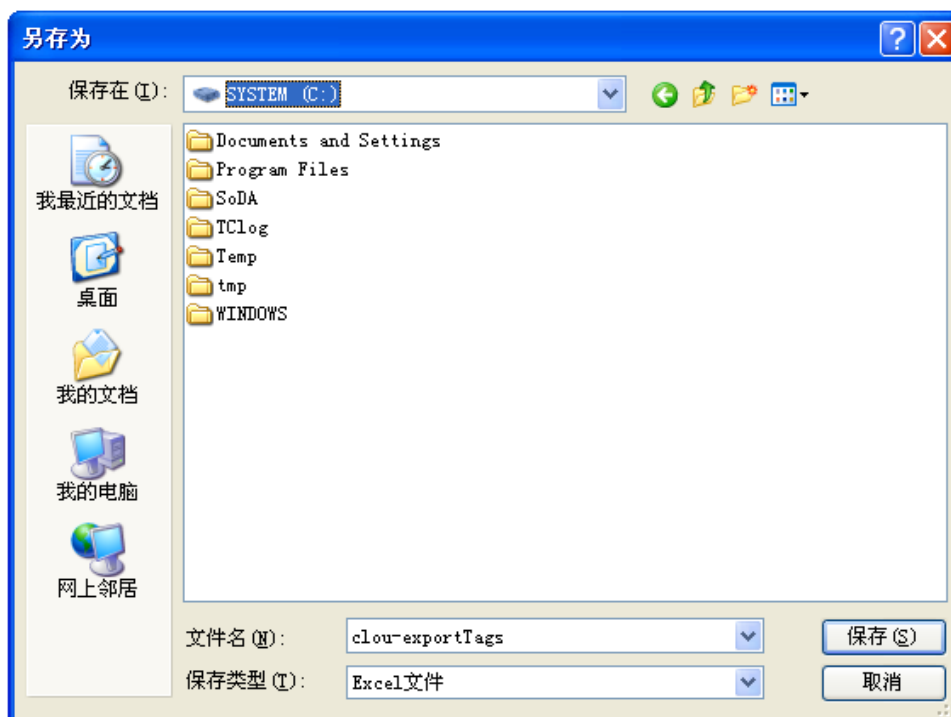 另存为
保存在(I):
SYSTEM (C:)
Documents and Settings
Program Files
SoDA
TClog
Temp
tmp
WINDOWS
我最近的文档
桌面
我的文档
我的电脑
网上邻居
文件名(N):
clou-exportTags
保存(S)
保存类型(T):
Excel文件
取消